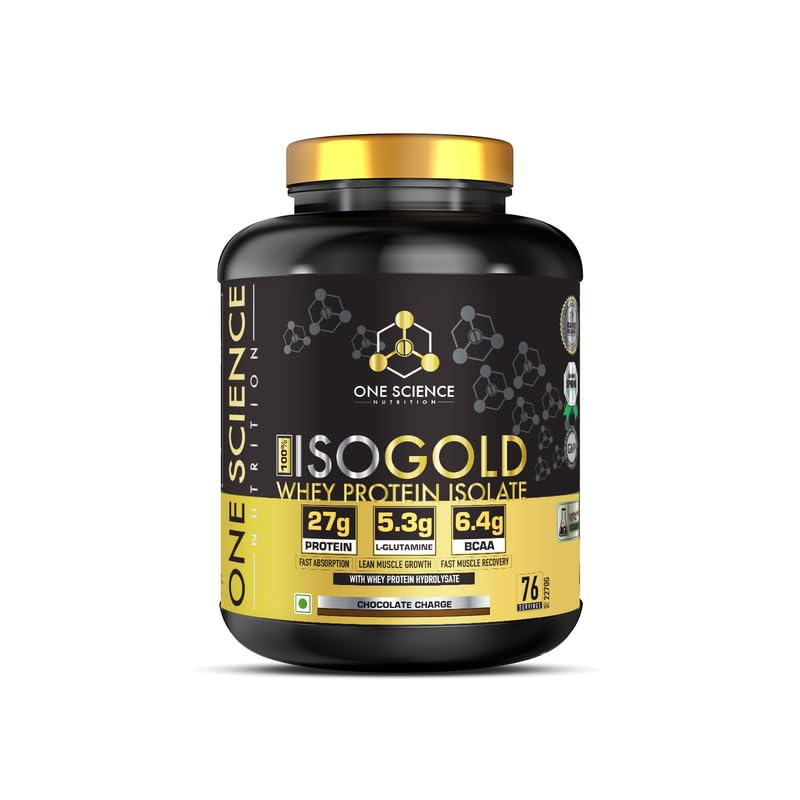 ONE SCIENCE
NUTRITION
ONE SCIENCE
NUTRITION
100%
ISOGOLD
WHEY PROTEIN ISOLATE
27g
PROTEIN
5.3g
L-GLUTAMINE
6.4g
BCAA
FAST ABSORPTION
LEAN MUSCLE GROWTH
FAST MUSCLE RECOVERY
WITH WHEY PROTEIN HYDROLYSATE
CHOCOLATE CHARGE
76
SERVINGS
2270G